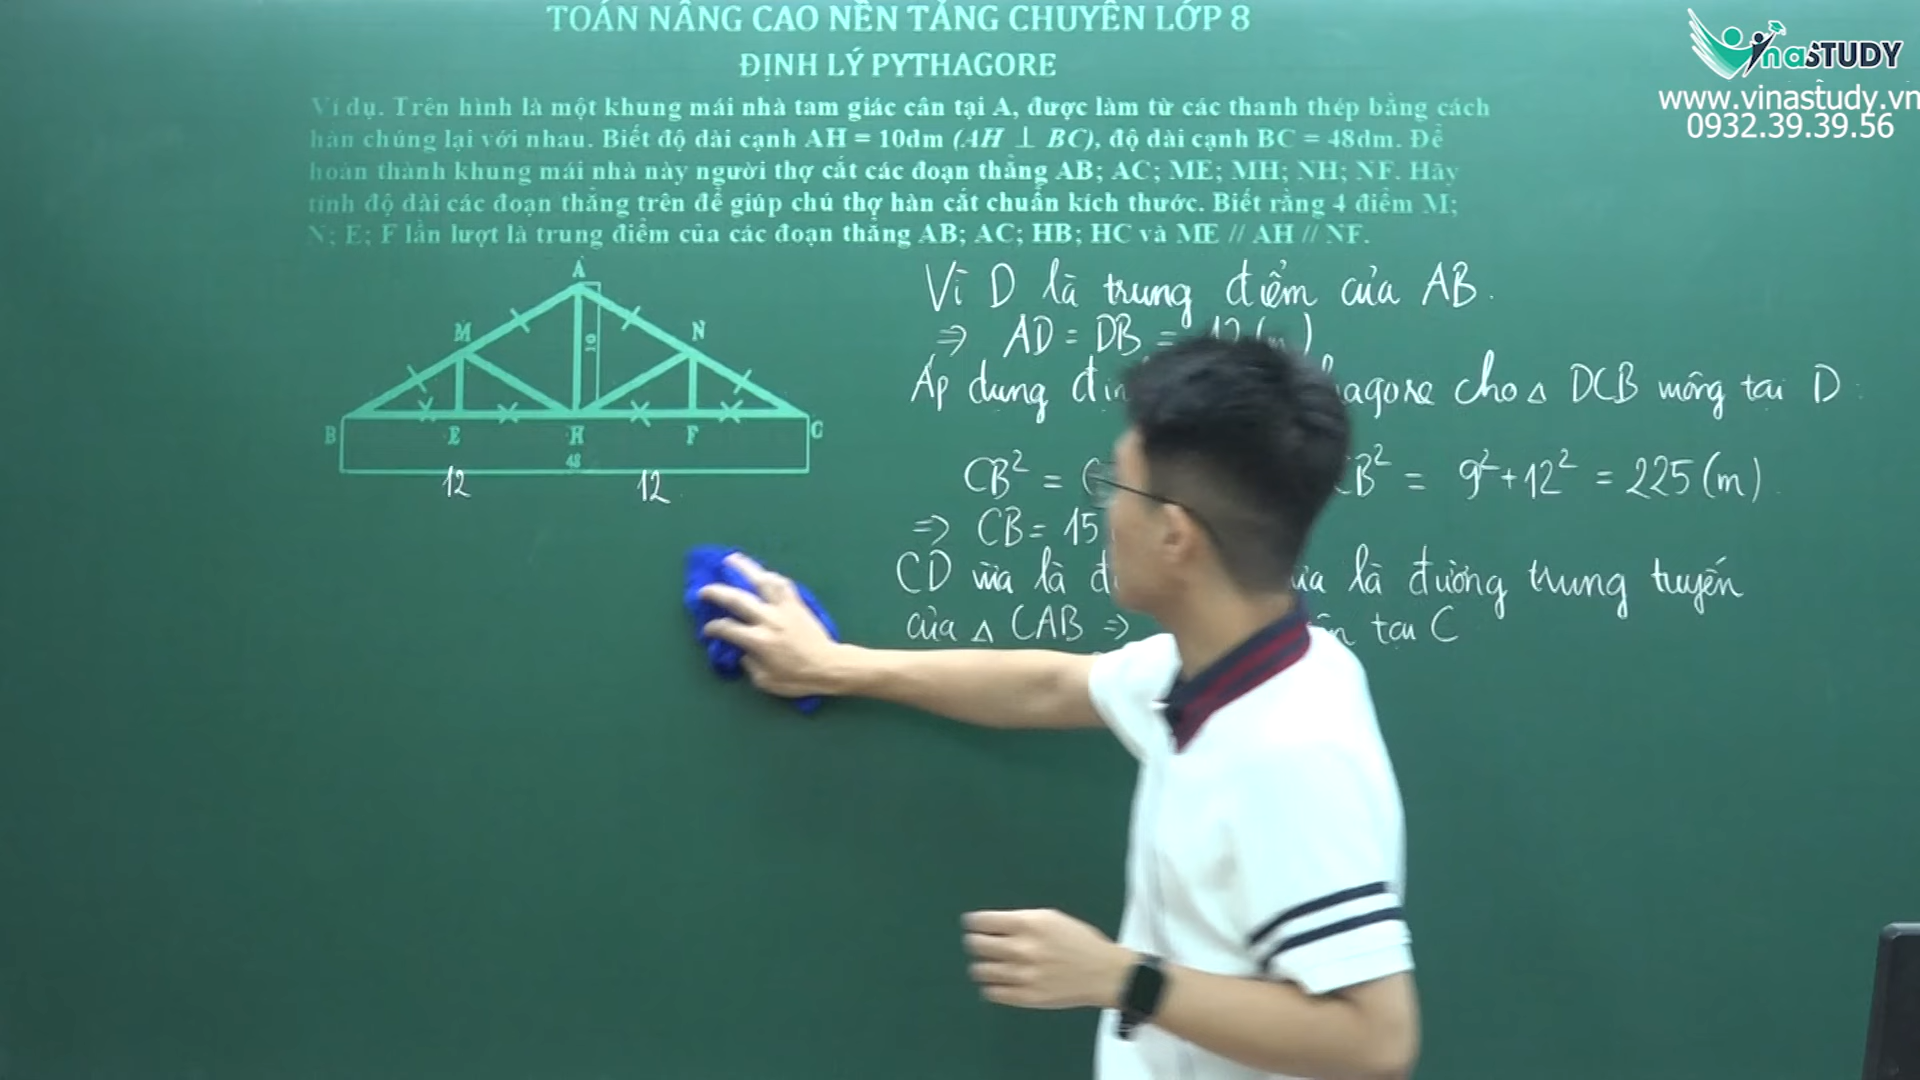 TOÁN NÂNG CAO NỀN TẢNG CHUYÊN LỚP 8
ĐỊNH LÝ PYTHAGORE
Ví dụ. Trên hình là một khung mái nhà tam giác cân tại A, được làm từ các thanh thép bằng cách
hàn chúng lại với nhau. Biết độ dài cạnh AH = 10dm (AH ⊥ BC), độ dài cạnh BC = 48dm. Để
hoàn thành khung mái nhà này người thợ cắt các đoạn thẳng AB; AC; ME; MH; NH; NF. Hãy
tính độ dài các đoạn thẳng trên để giúp chú thợ hàn cắt chuẩn kích thước. Biết rằng 4 điểm M;
N; E; F lần lượt là trung điểm của các đoạn thẳng AB; AC; HB; HC và ME // AH // NF.
A
M
N
10
B
E
H
F
C
48
12
12
Vì D là trung điểm của AB.
⇒ AD = DB = 12 (m)
Áp dụng agore cho △ DCB vuông tại D
CB² = B² = 9² + 12² = 225 (m)
⇒ CB = 15
CD vừa là là đường trung tuyến
của △ CAB ⇒ tại C
VinaSTUDY
www.vinastudy.vn
0932.39.39.56